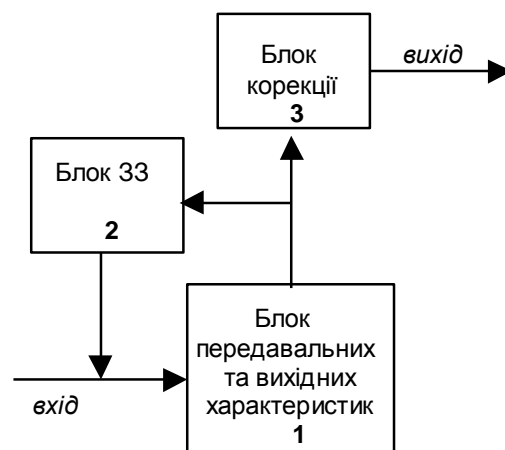 Блок
корекції
3
вихід
Блок ЗЗ
2
Блок
передавальних
та вихідних
характеристик
1
вхід